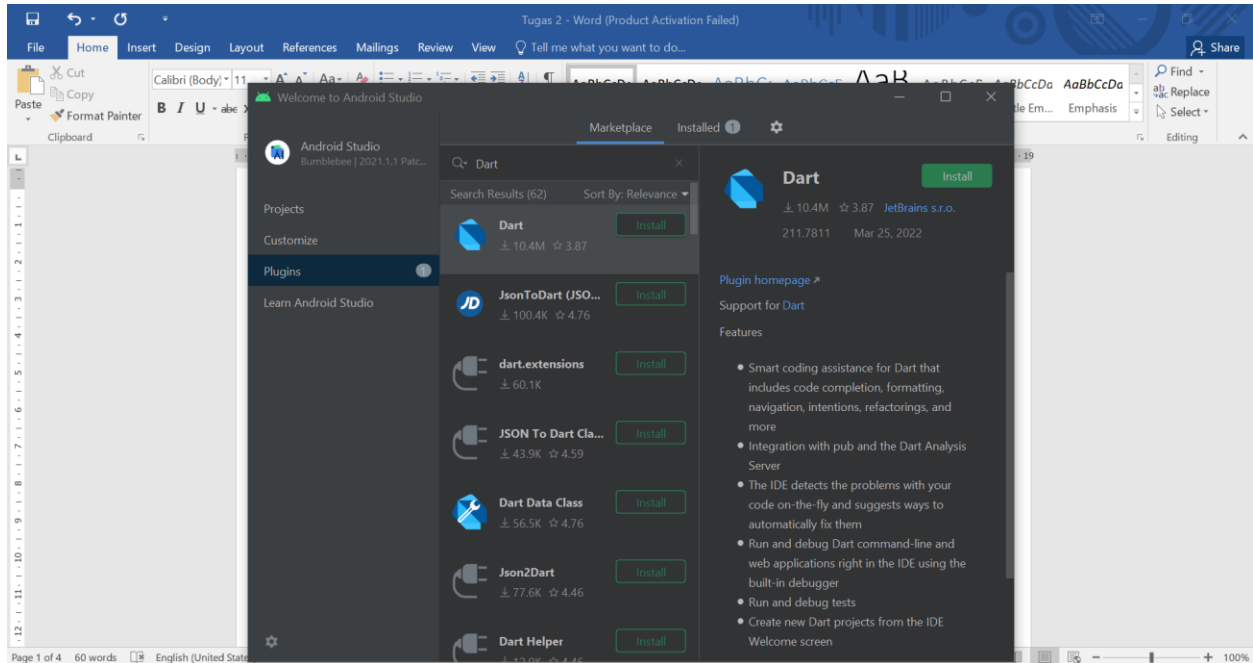 Tugas 2 - Word (Product Activation Failed)
File Home Insert Design Layout References Mailings Review View Tell me what you want to do... Share
Cut
Copy
Format Painter
Paste
Calibri (Body) 11
B I U abc
Find
Replace
Select
Emphasis
AaBbCcDa
Clipboard
Editing
Welcome to Android Studio
Android Studio
Bumblebee | 2021.1.1 Patc...
Projects
Customize
Plugins 1
Learn Android Studio
Marketplace Installed 1
Dart
Search Results (62) Sort By: Relevance
Dart Install
10.4M 3.87
JsonToDart (JSO... Install
100.4K 4.76
dart.extensions Install
60.1K
JSON To Dart Cla... Install
43.9K 4.59
Dart Data Class Install
56.5K 4.76
Json2Dart Install
77.6K 4.46
Dart Helper Install
Dart Install
10.4M 3.87 JetBrains s.r.o.
211.7811 Mar 25, 2022
Plugin homepage
Support for Dart
Features
Smart coding assistance for Dart that
includes code completion, formatting,
navigation, intentions, refactorings, and
more
Integration with pub and the Dart Analysis
Server
The IDE detects the problems with your
code on-the-fly and suggests ways to
automatically fix them
Run and debug Dart command-line and
web applications right in the IDE using the
built-in debugger
Run and debug tests
Create new Dart projects from the IDE
Welcome screen
Page 1 of 4 60 words English (United State
100%